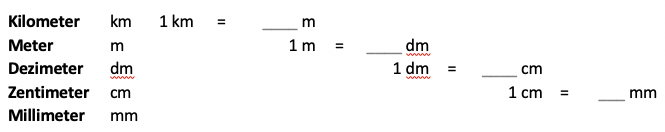 Kilometer km 1 km = ____ m
Meter m 1 m = ____ dm
Dezimeter dm 1 dm = ____ cm
Zentimeter cm 1 cm = ___ mm
Millimeter mm